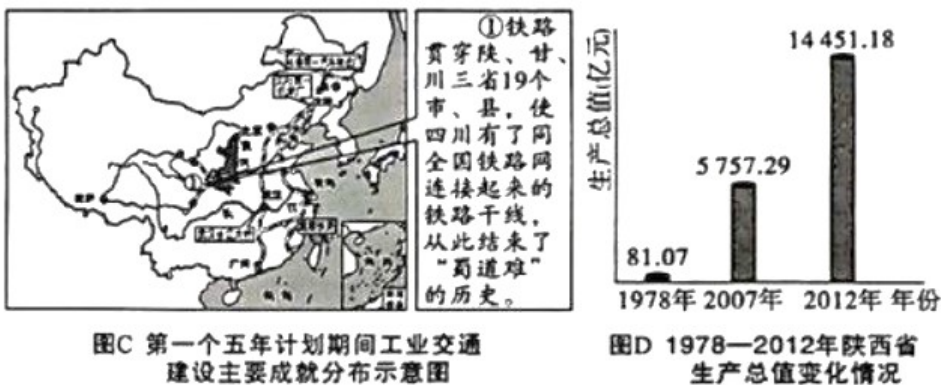 ①铁路
贯穿陕、甘、
川三省19个
市、县，使
四川有了同
全国铁路网
连接起来的
铁路干线，
从此结束了
“蜀道难”
的历史。
广州
图C 第一个五年计划期间工业交通
建设主要成就分布示意图
生产总值(亿元)
14 451.18
5 757.29
81.07
1978年 2007年 2012年 年份
图D 1978—2012年陕西省
生产总值变化情况